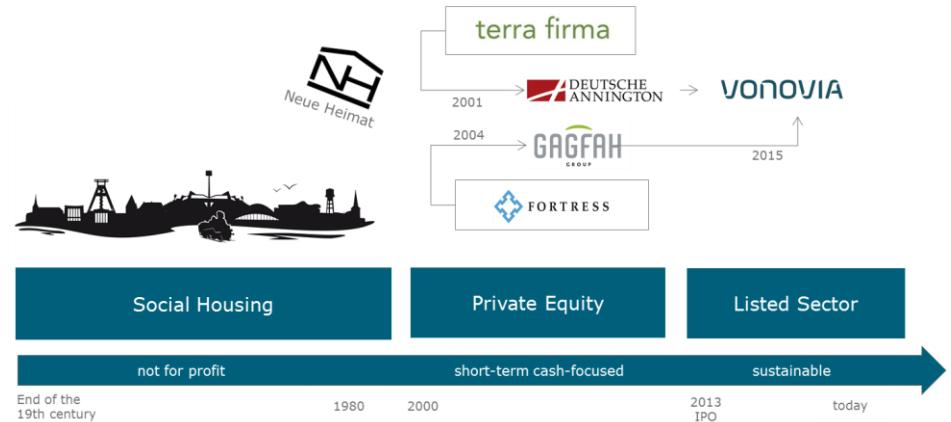 terra firma
NH
Neue Heimat
2001
DEUTSCHE
ANNINGTON
VONOVIA
2004
GAGFAH
GROUP
2015
FORTRESS
Social Housing
Private Equity
Listed Sector
not for profit
short-term cash-focused
sustainable
End of the
19th century
1980
2000
2013
IPO
today